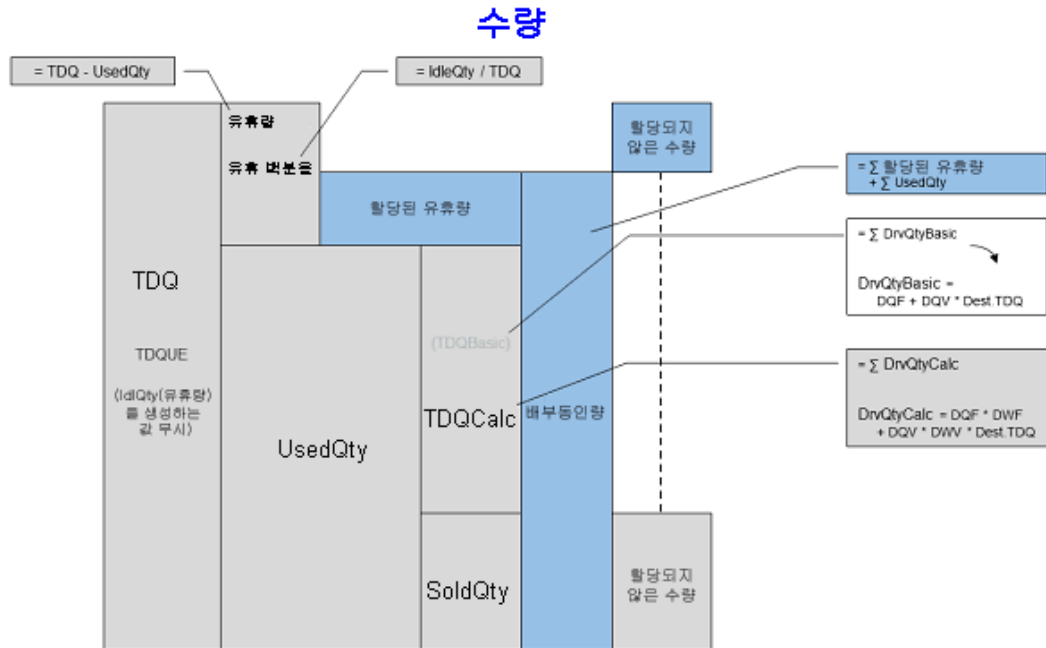 수량
= TDQ - UsedQty
= IdleQty / TDQ
유휴량
유휴 백분율
할당되지
않은 수량
= ∑ 할당된 유휴량
+ ∑ UsedQty
할당된 유휴량
= ∑ DrvQtyBasic
DrvQtyBasic =
DQF + DQV * Dest.TDQ
TDQ
TDQUE
(IdlQty(유휴량)
를 생성하는
값 무시)
(TDQBasic)
= ∑ DrvQtyCalc
DrvQtyCalc = DQF * DWF
+ DQV * DWV * Dest.TDQ
TDQCalc
배부동인량
UsedQty
SoldQty
할당되지
않은 수량